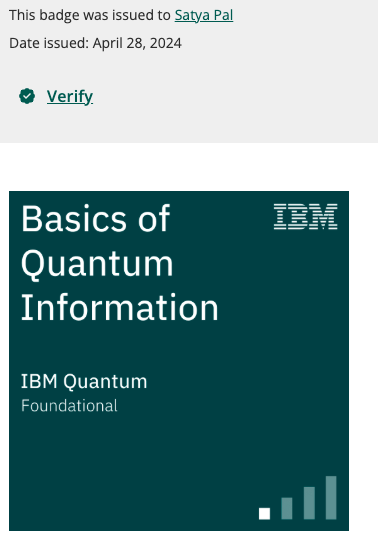 This badge was issued to Satya Pal
Date issued: April 28, 2024
Verify
Basics of
Quantum
Information
IBM
IBM Quantum
Foundational